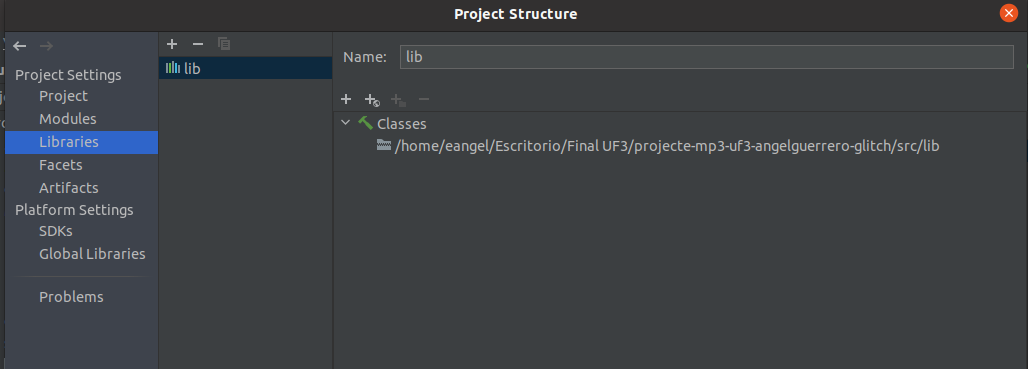 Project Structure
Project Settings
Project
Modules
Libraries
Facets
Artifacts
Platform Settings
SDKs
Global Libraries
Problems
lib
Name: lib
Classes
/home/eangel/Escritorio/Final UF3/projecte-mp3-uf3-angelguerrero-glitch/src/lib